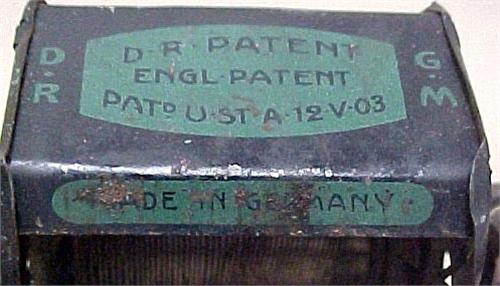 D·R·PATENT
ENGL·PATENT
PATD U·ST·A·12·V·03
D·R
G·M
MADE IN GERMANY